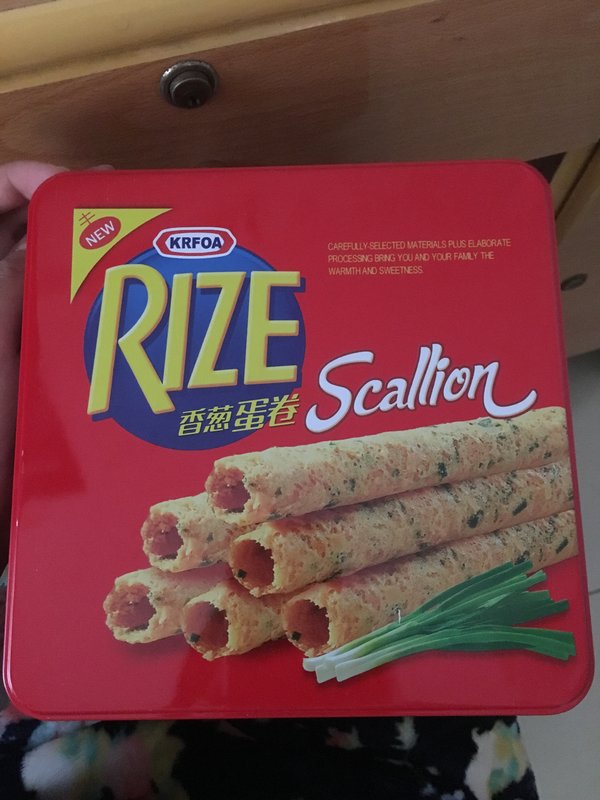 NEW
KRFOA
CAREFULLY-SELECTED MATERIALS PLUS ELABORATE
PROCESSING BRING YOU AND YOUR FAMILY THE
WARMTH AND SWEETNESS.
RIZE
香葱蛋卷
Scallion